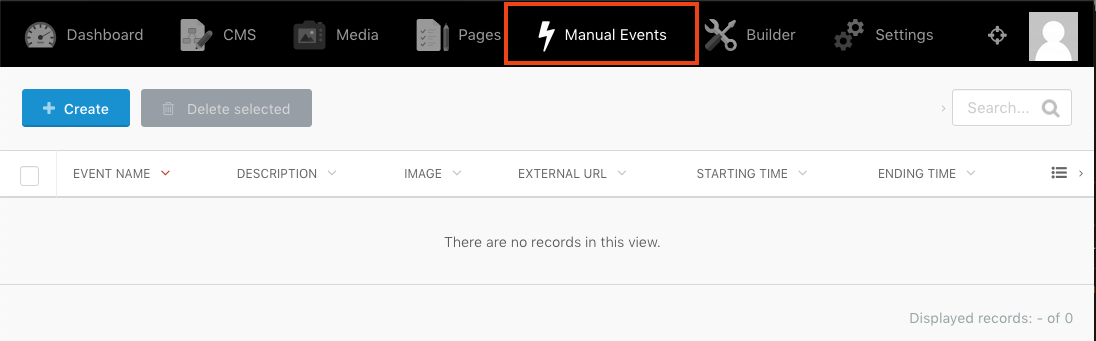 Dashboard CMS Media Pages Manual Events Builder Settings
Create Delete selected Search...
EVENT NAME DESCRIPTION IMAGE EXTERNAL URL STARTING TIME ENDING TIME
There are no records in this view.
Displayed records: - of 0